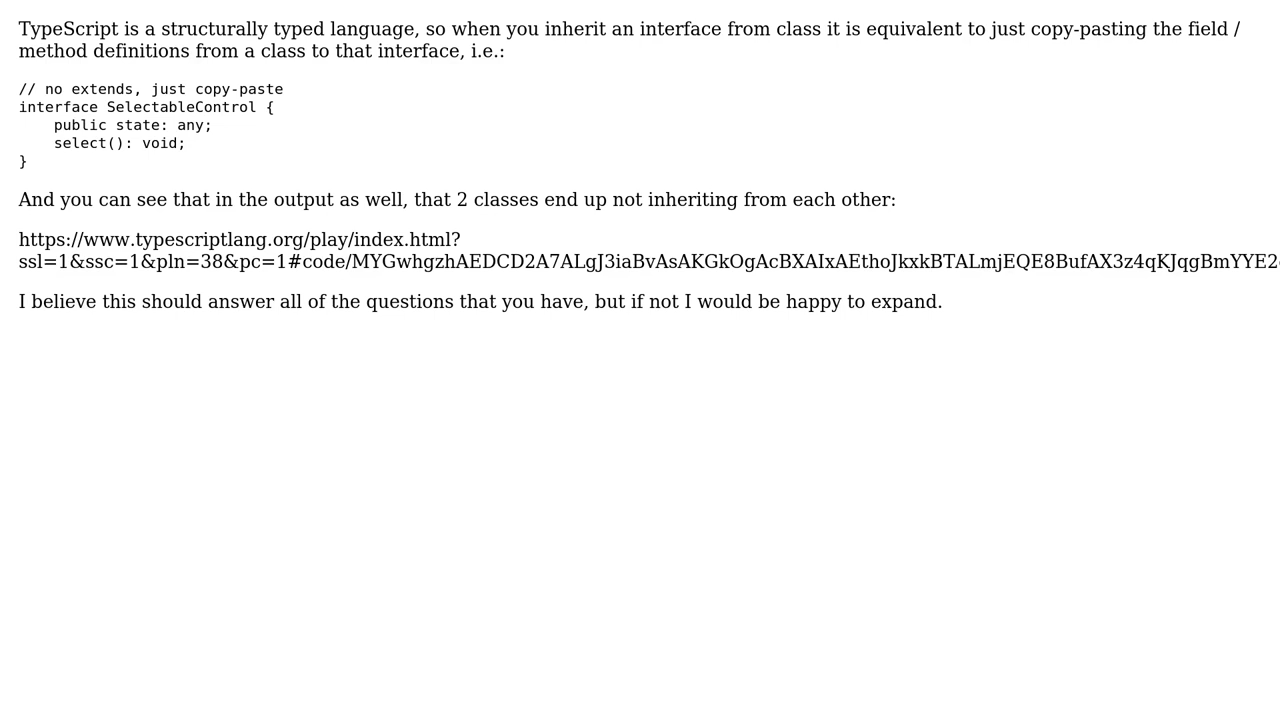 TypeScript is a structurally typed language, so when you inherit an interface from class it is equivalent to just copy-pasting the field /
method definitions from a class to that interface, i.e.:
// no extends, just copy-paste
interface SelectableControl {
    public state: any;
    select(): void;
}
And you can see that in the output as well, that 2 classes end up not inheriting from each other:
https://www.typescriptlang.org/play/index.html?
ssl=1&ssc=1&pln=38&pc=1#code/MYGwhgzhAEDCD2A7ALgJ3iaBvAsAKGkOgAcBXAIxAEthoJkxkBTALmjEQE8BufAX3z4qKJqgBmYYE2
I believe this should answer all of the questions that you have, but if not I would be happy to expand.